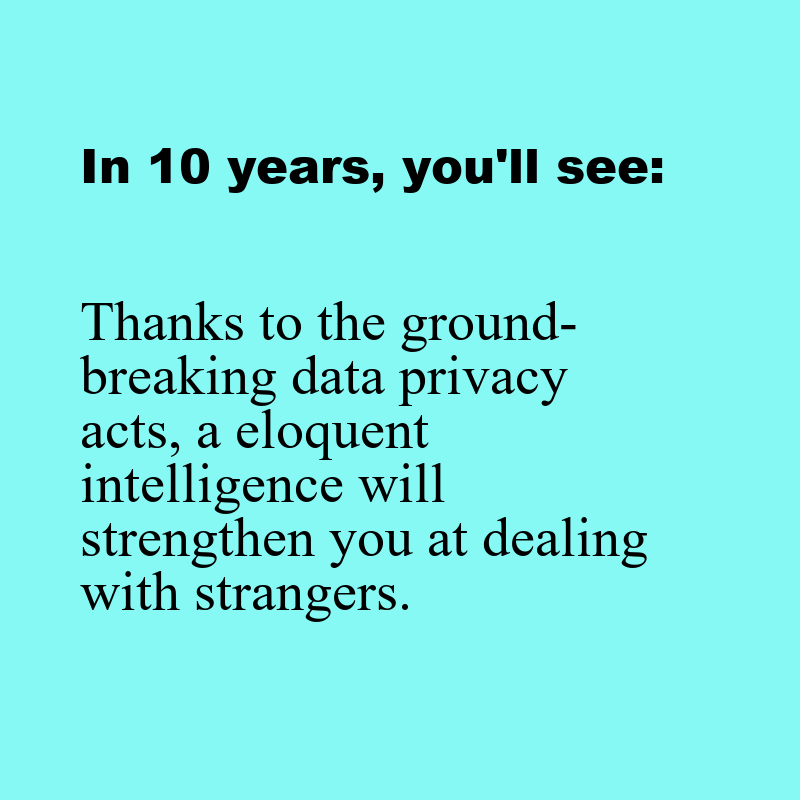 In 10 years, you'll see:
Thanks to the ground-
breaking data privacy
acts, a eloquent
intelligence will
strengthen you at dealing
with strangers.